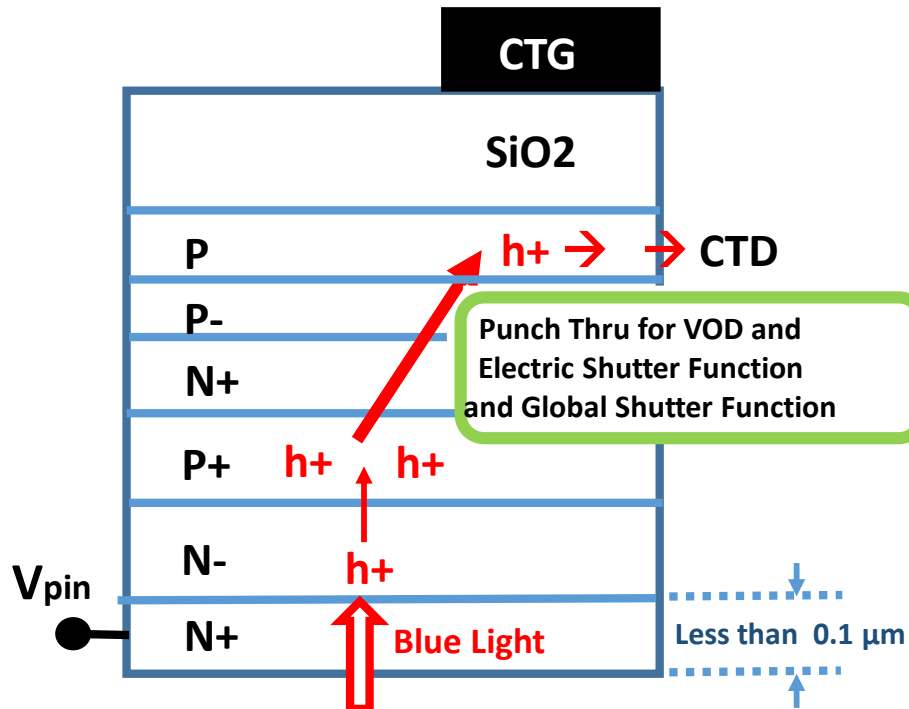 CTG
SiO2
P
h+ → → CTD
P-
Punch Thru for VOD and
Electric Shutter Function
and Global Shutter Function
N+
P+
h+ h+
N-
h+
Vpin
N+
Blue Light
Less than 0.1 µm